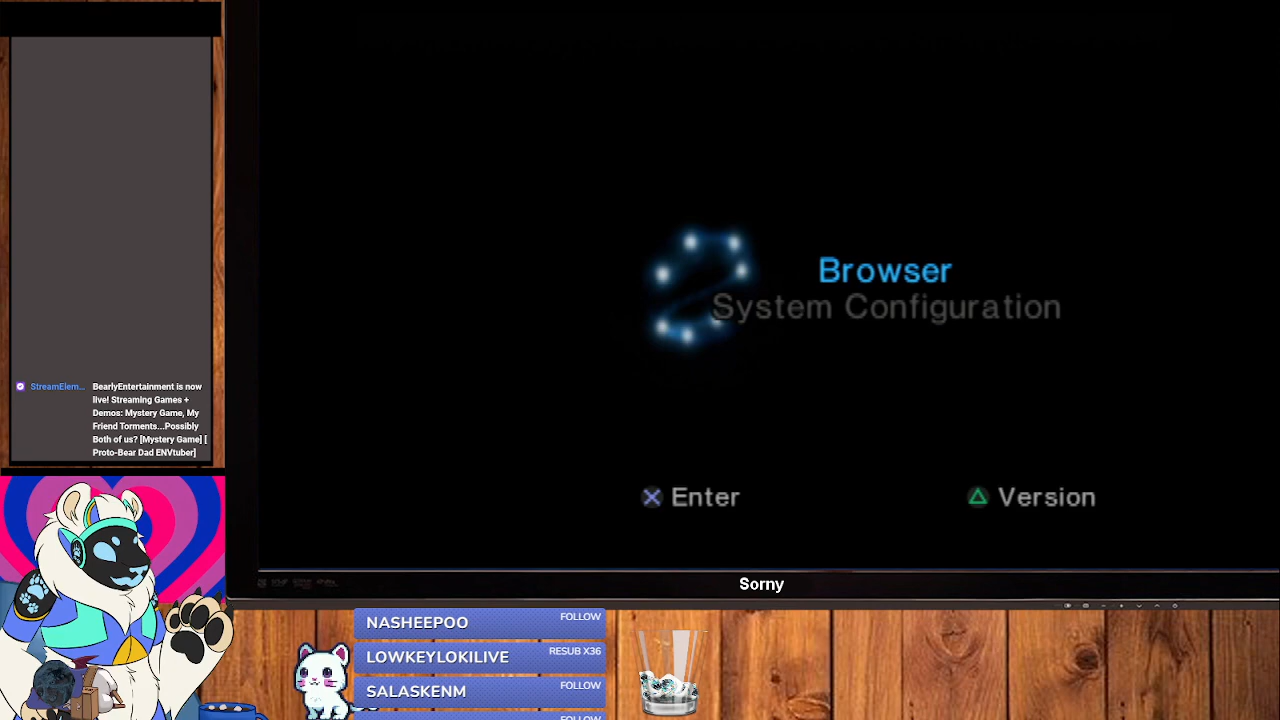 StreamElem...
BearlyEntertainment is now
live! Streaming Games +
Demos: Mystery Game, My
Friend Torments...Possibly
Both of us? [Mystery Game] [
Proto-Bear Dad ENVtuber]
Browser
System Configuration
Enter
Version
Sorny
NASHEEPOO FOLLOW
LOWKEYLOKILIVE RESUB X36
SALASKENM FOLLOW
FOLLOW